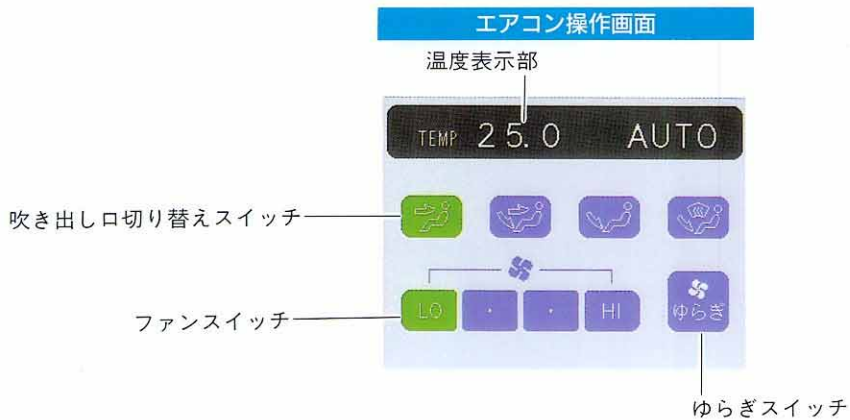 エアコン操作画面
温度表示部
TEMP 25.0 AUTO
吹き出し口切り替えスイッチ
ファンスイッチ
LO ・ ・ HI
ゆらぎ
ゆらぎスイッチ